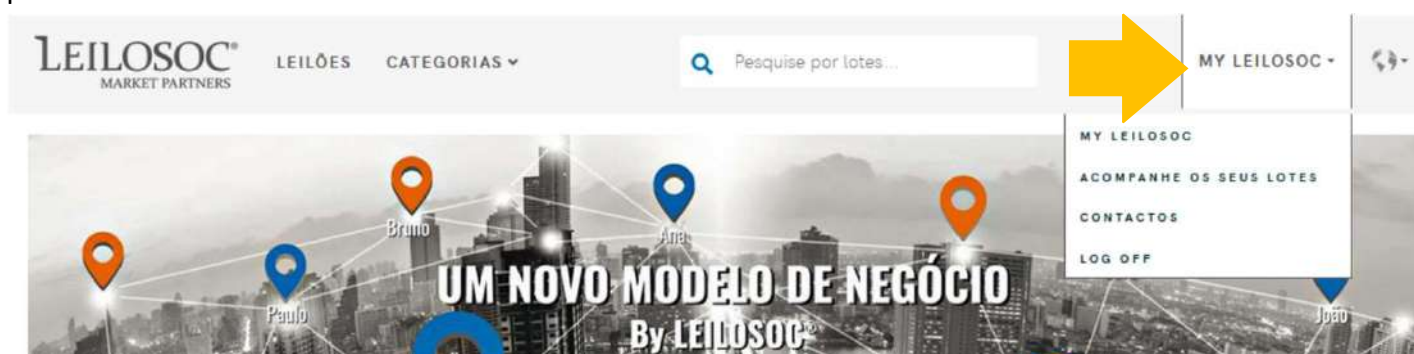 LEILOSOC®
MARKET PARTNERS
LEILÕES
CATEGORIAS
Pesquise por lotes...
MY LEILOSOC
MY LEILOSOC
ACOMPANHE OS SEUS LOTES
CONTACTOS
LOG OFF
Bruno
Ana
Paulo
João
UM NOVO MODELO DE NEGÓCIO
By LEILOSOC®